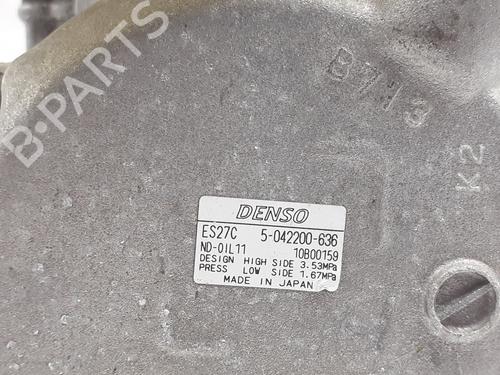 B-PARTS
B713
K2
DENSO
ES27C 5-042200-636
ND-OIL11 10B00159
DESIGN HIGH SIDE 3.53MPa
PRESS LOW SIDE 1.67MPa
MADE IN JAPAN